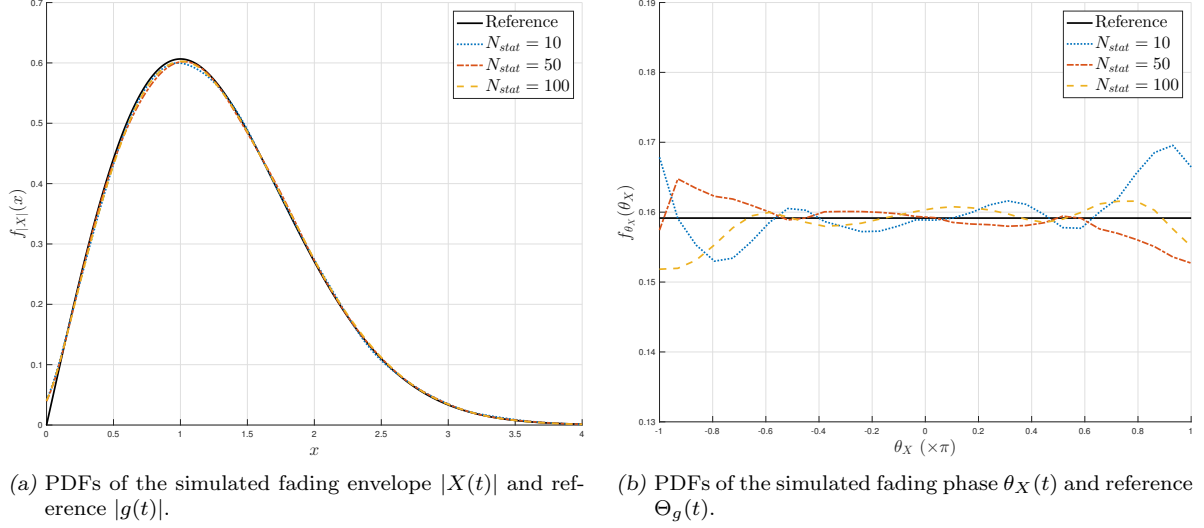 Reference
N_{stat} = 10
N_{stat} = 50
N_{stat} = 100
f_{|X|}(x)
0.7
0.6
0.5
0.4
0.3
0.2
0.1
0
0 0.5 1 1.5 2 2.5 3 3.5 4
x
(a) PDFs of the simulated fading envelope |X(t)| and ref-
erence |g(t)|.
Reference
N_{stat} = 10
N_{stat} = 50
N_{stat} = 100
f_{θ_X}(θ_X)
0.19
0.18
0.17
0.16
0.15
0.14
0.13
-1 -0.8 -0.6 -0.4 -0.2 0 0.2 0.4 0.6 0.8 1
θ_X (×π)
(b) PDFs of the simulated fading phase θ_X(t) and reference
Θ_g(t).